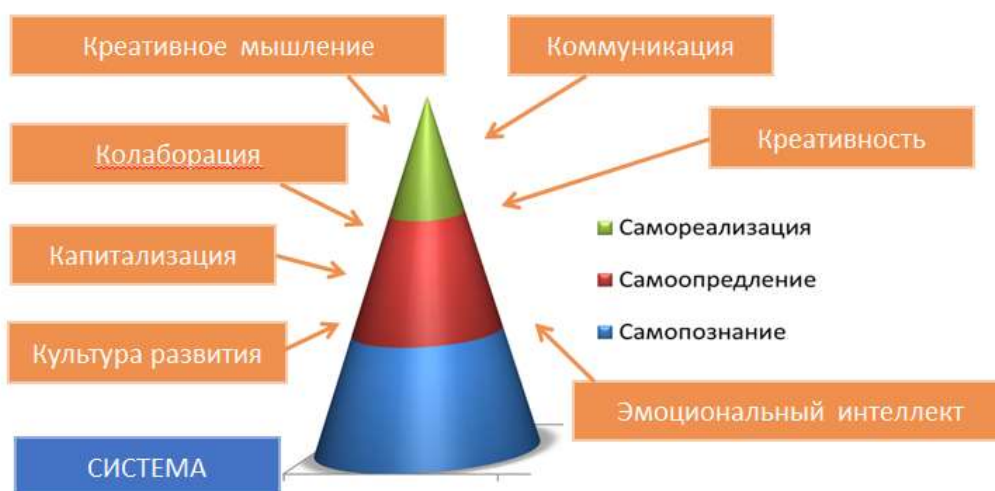 Креативное мышление
Коммуникация
Колаборация
Креативность
Капитализация
Самореализация
Самоопредление
Самопознание
Культура развития
Эмоциональный интеллект
СИСТЕМА